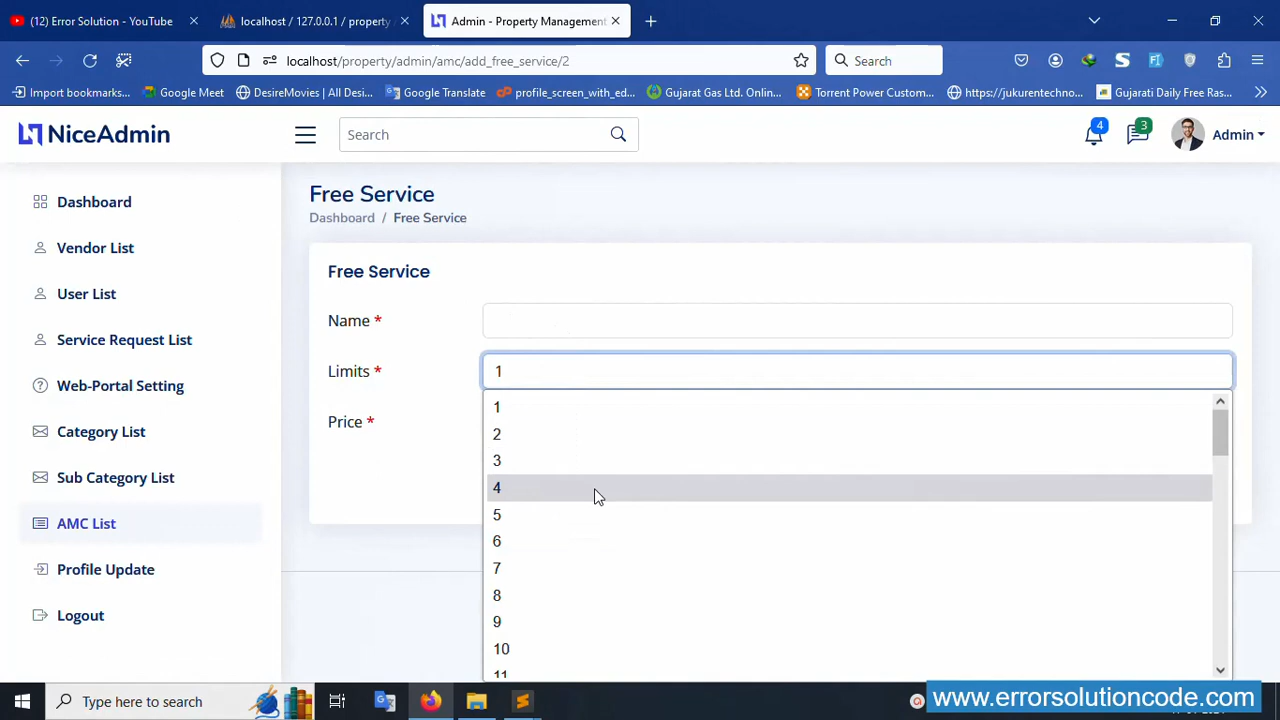 (12) Error Solution - YouTube
localhost / 127.0.0.1 / property
Admin - Property Management
localhost/property/admin/amc/add_free_service/2
Search
Import bookmarks...
Google Meet
DesireMovies | All Desi...
Google Translate
profile_screen_with_ed...
Gujarat Gas Ltd. Onlin...
Torrent Power Custom...
https://jukurentechno...
Gujarati Daily Free Ras...
NiceAdmin
Search
4
3
Admin
Dashboard
Vendor List
User List
Service Request List
Web-Portal Setting
Category List
Sub Category List
AMC List
Profile Update
Logout
Free Service
Dashboard / Free Service
Free Service
Name *
Limits *
1
Price *
1
2
3
4
5
6
7
8
9
10
11
Type here to search
www.errorsolutioncode.com